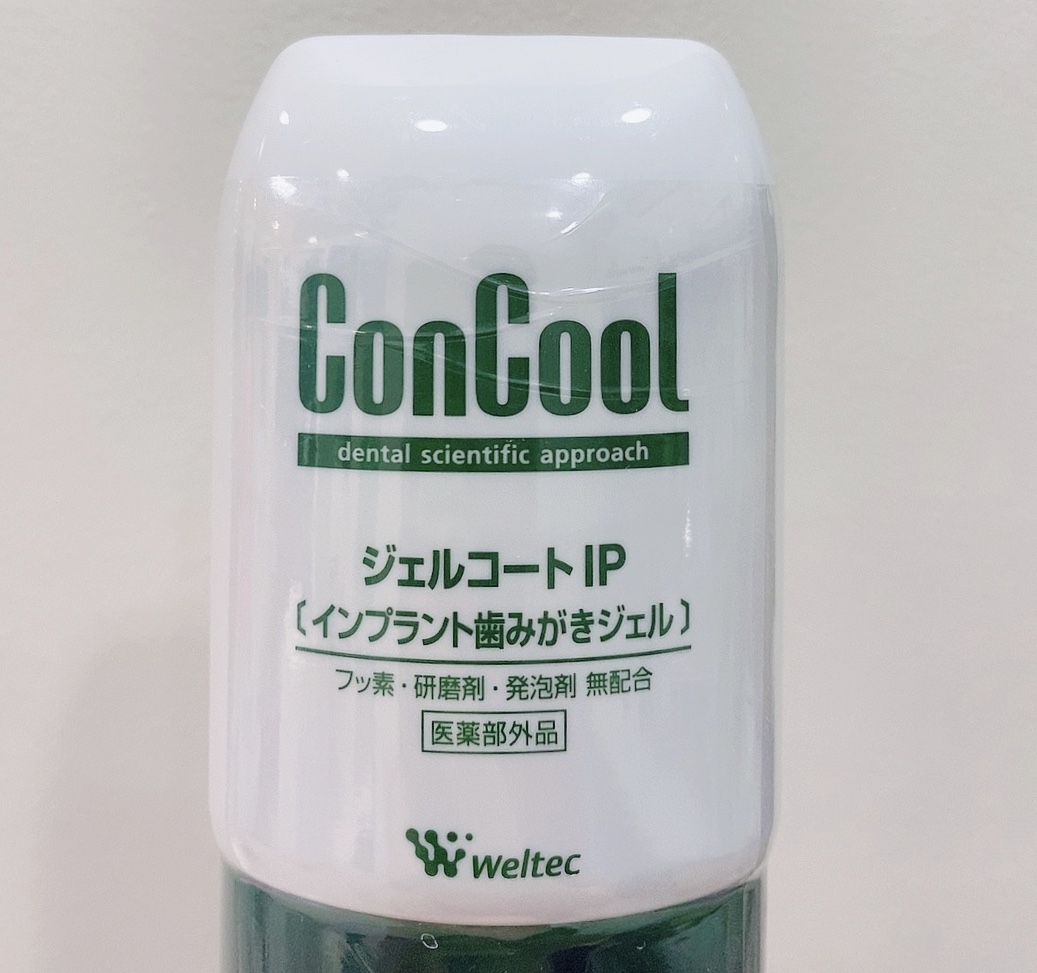 ConCool
dental scientific approach
ジェルコートIP
〔インプラント歯みがきジェル〕
フッ素・研磨剤・発泡剤 無配合
医薬部外品
weltec